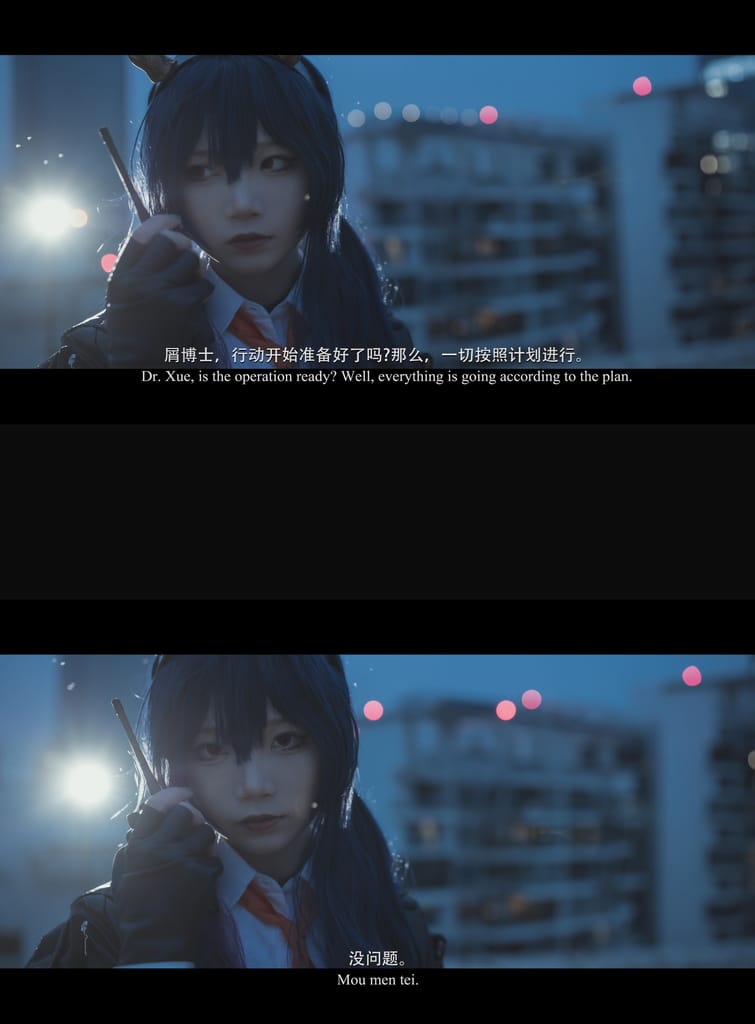 屑博士，行动开始准备好了吗?那么，一切按照计划进行。
Dr. Xue, is the operation ready? Well, everything is going according to the plan.
没问题。
Mou men tei.